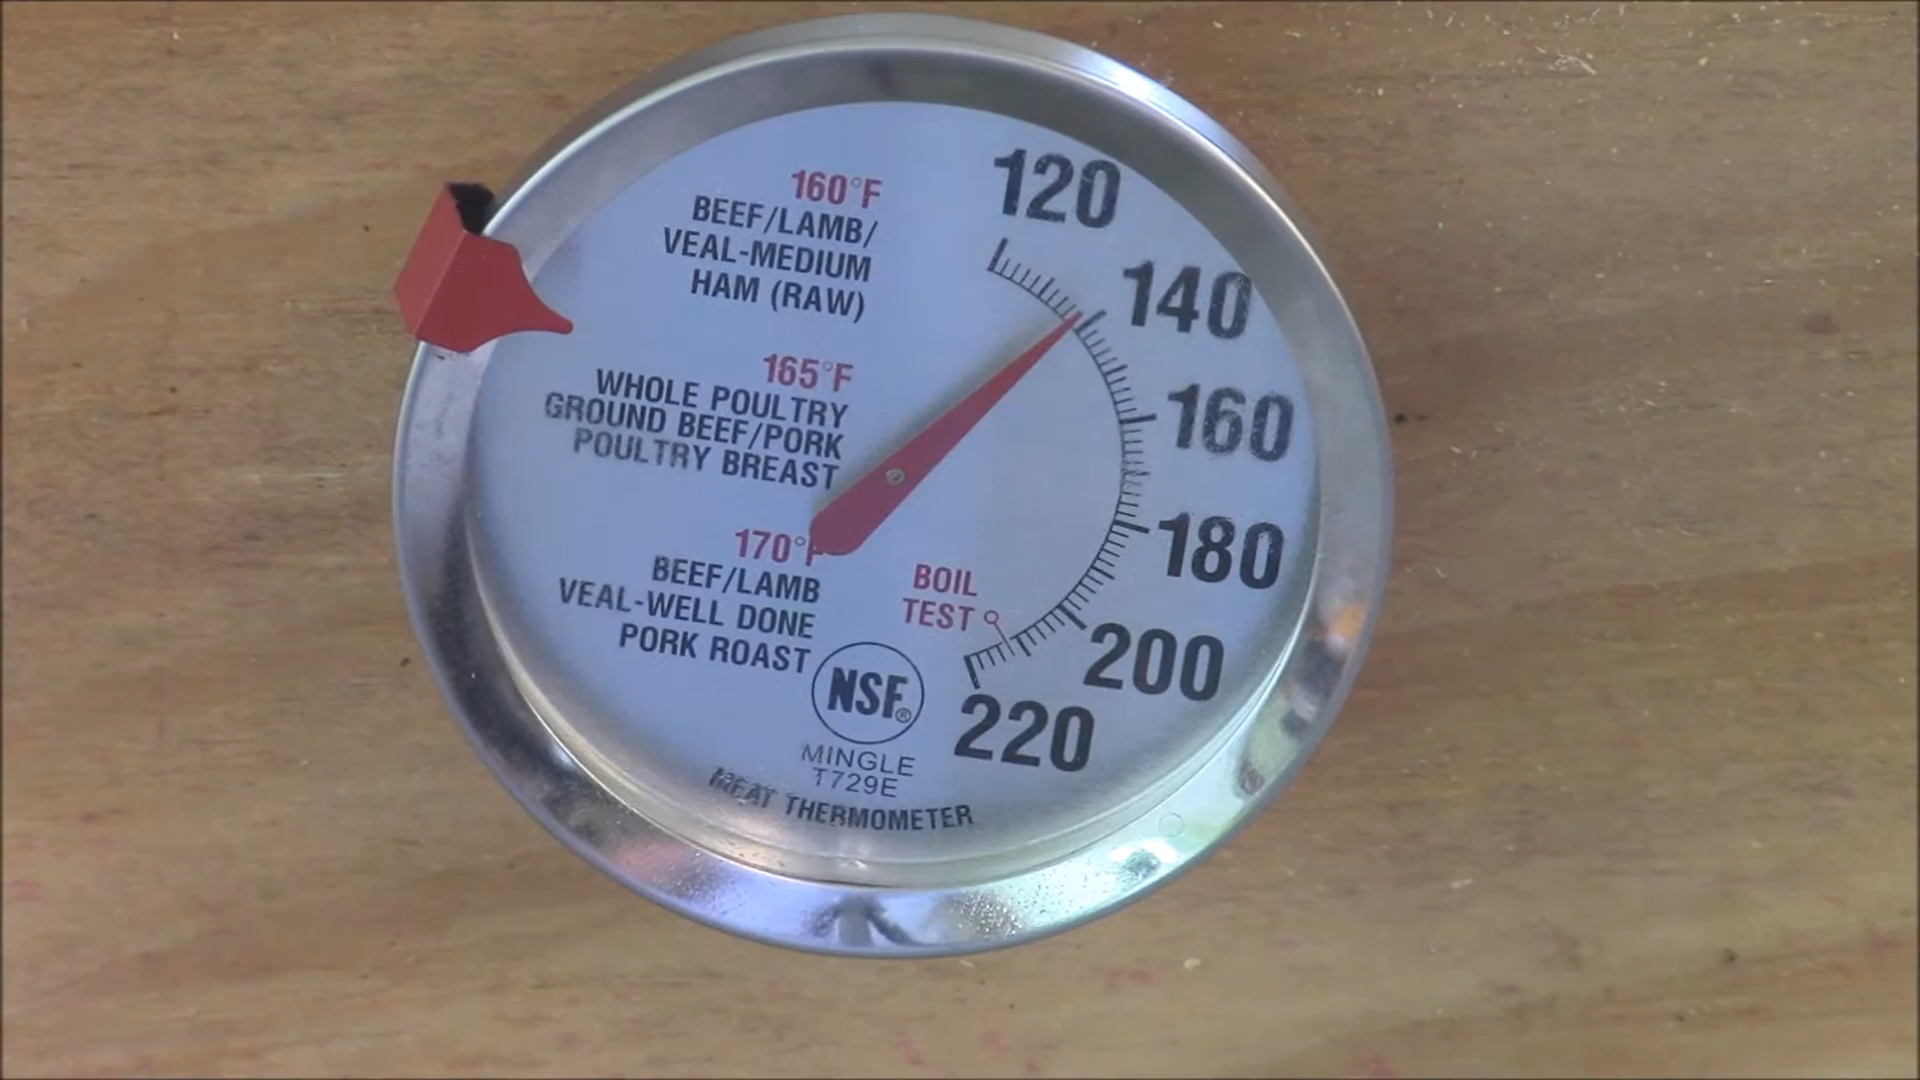 160°F
BEEF/LAMB/
VEAL-MEDIUM
HAM (RAW)
165°F
WHOLE POULTRY
GROUND BEEF/PORK
POULTRY BREAST
170°F
BEEF/LAMB
VEAL-WELL DONE
PORK ROAST
120
140
160
180
200
220
BOIL
TEST
NSF®
MINGLE
T729E
MEAT THERMOMETER